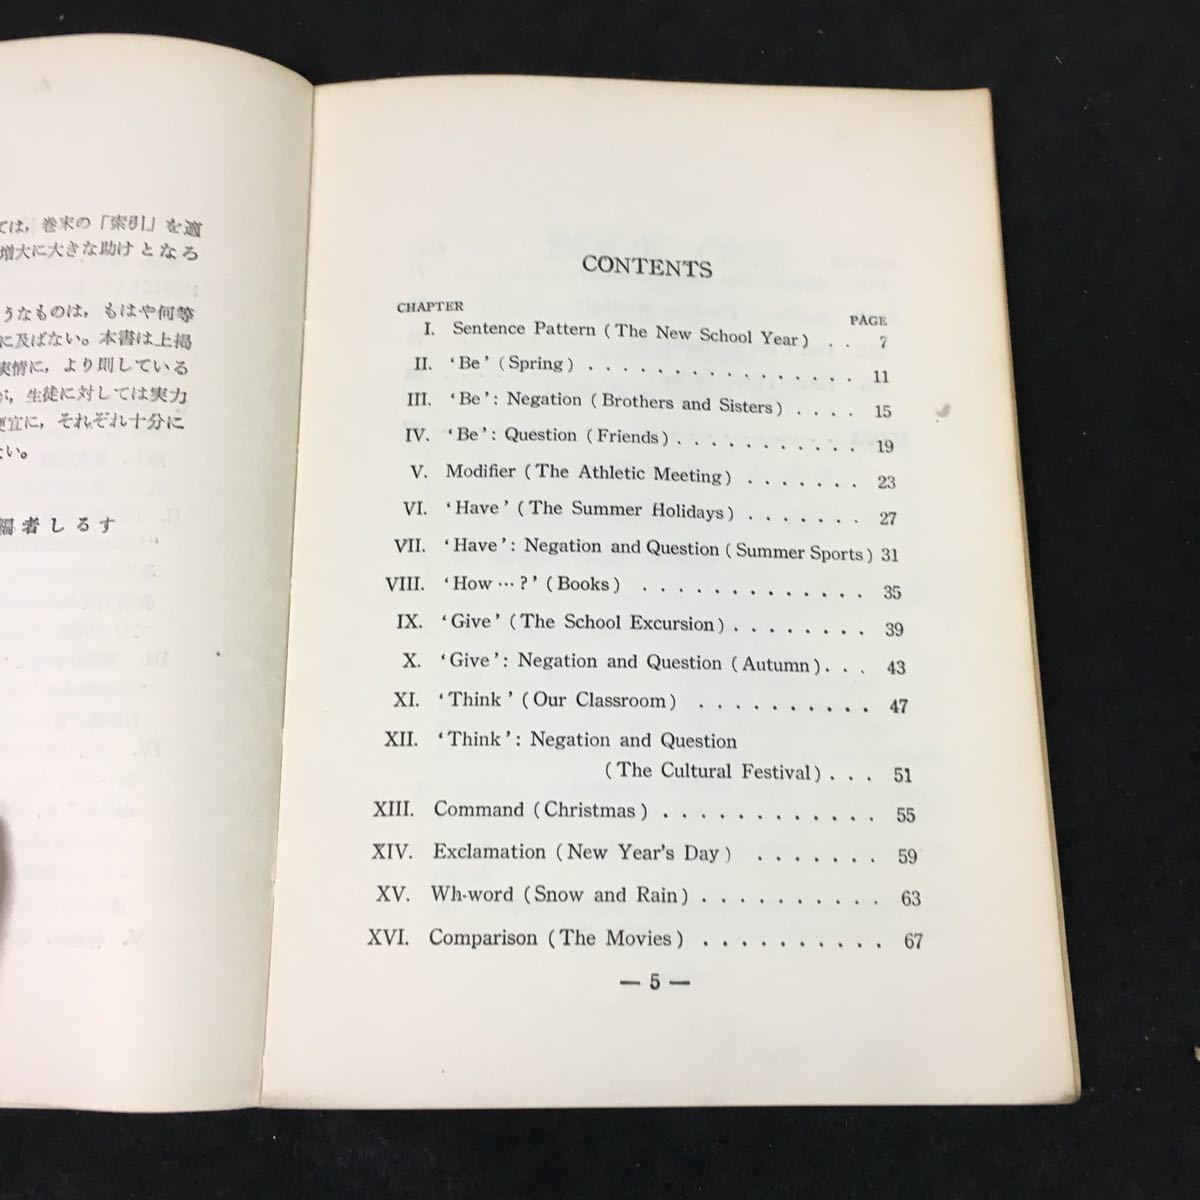 ては，巻末の「索引」を適
増大に大きな助けとなろ
うなものは，もはや何等
に及ばない。本書は上掲
実情に，より則している
が，生徒に対しては実力
便宜に，それぞれ十分に
ない。
編者しるす
CONTENTS
CHAPTER PAGE
I. Sentence Pattern (The New School Year) . . 7
II. ‘Be’ (Spring) . . . . . . . . . . . . . . . . 11
III. ‘Be’: Negation (Brothers and Sisters) . . . . 15
IV. ‘Be’: Question (Friends) . . . . . . . . . . . 19
V. Modifier (The Athletic Meeting) . . . . . . . 23
VI. ‘Have’ (The Summer Holidays) . . . . . . . 27
VII. ‘Have’: Negation and Question (Summer Sports) 31
VIII. ‘How …?’ (Books) . . . . . . . . . . . . . 35
IX. ‘Give’ (The School Excursion) . . . . . . . . 39
X. ‘Give’: Negation and Question (Autumn) . . . 43
XI. ‘Think’ (Our Classroom) . . . . . . . . . . 47
XII. ‘Think’: Negation and Question
(The Cultural Festival) . . . 51
XIII. Command (Christmas) . . . . . . . . . . . . 55
XIV. Exclamation (New Year's Day) . . . . . . . 59
XV. Wh-word (Snow and Rain) . . . . . . . . . . 63
XVI. Comparison (The Movies) . . . . . . . . . . 67
— 5 —